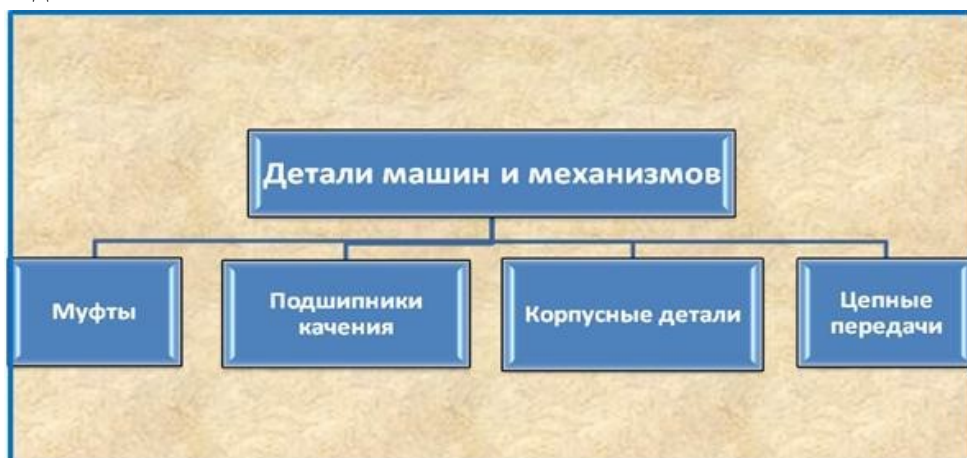 Детали машин и механизмов
Муфты
Подшипники
качения
Корпусные детали
Цепные
передачи